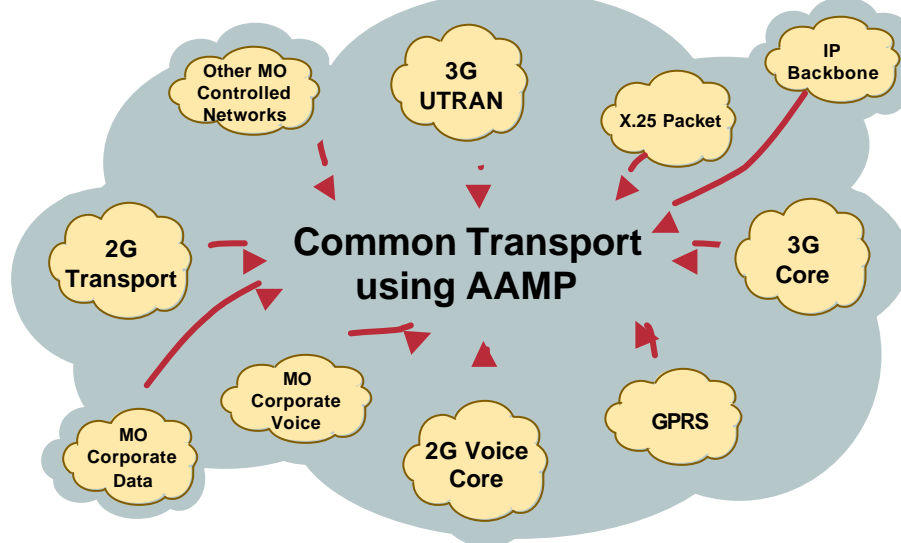 Other MO
Controlled
Networks
3G
UTRAN
X.25 Packet
IP
Backbone
2G
Transport
Common Transport
using AAMP
3G
Core
MO
Corporate
Data
MO
Corporate
Voice
2G Voice
Core
GPRS